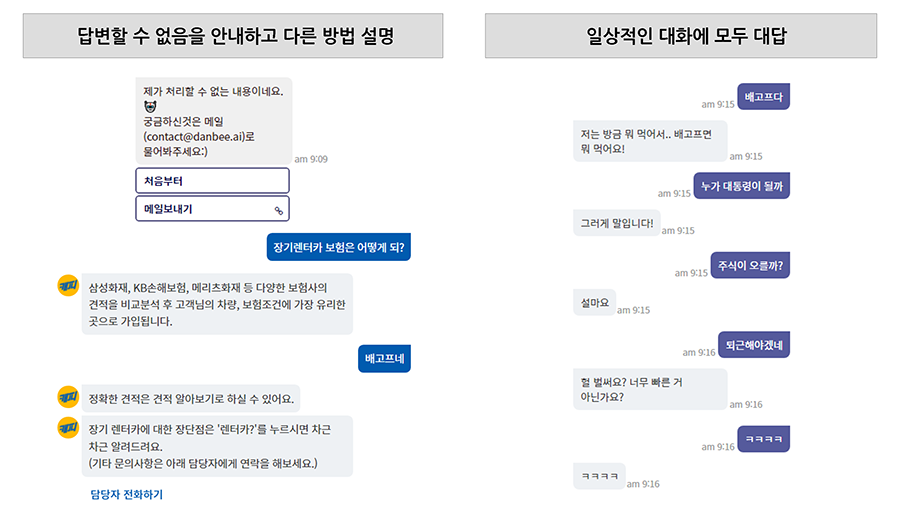 답변할 수 없음을 안내하고 다른 방법 설명
제가 처리할 수 없는 내용이네요.
궁금하신것은 메일
(contact@danbee.ai)로
물어봐주세요:)
am 9:09
처음부터
메일보내기
장기렌터카 보험은 어떻게 되?
삼성화재, KB손해보험, 메리츠화재 등 다양한 보험사의
견적을 비교분석 후 고객님의 차량, 보험조건에 가장 유리한
곳으로 가입됩니다.
배고프네
정확한 견적은 견적 알아보기로 하실 수 있어요.
장기 렌터카에 대한 장단점은 '렌터카?'를 누르시면 차근
차근 알려드려요.
(기타 문의사항은 아래 담당자에게 연락을 해보세요.)
담당자 전화하기
일상적인 대화에 모두 대답
am 9:15 배고프다
저는 방금 뭐 먹어서.. 배고프면
뭐 먹어요!
am 9:15
am 9:15 누가 대통령이 될까
그러게 말입니다!
am 9:15
am 9:15 주식이 오를까?
설마요
am 9:15
am 9:16 퇴근해야겠네
헐 벌써요? 너무 빠른 거
아닌가요?
am 9:16
am 9:16 ㅋㅋㅋㅋ
ㅋㅋㅋㅋ
am 9:16